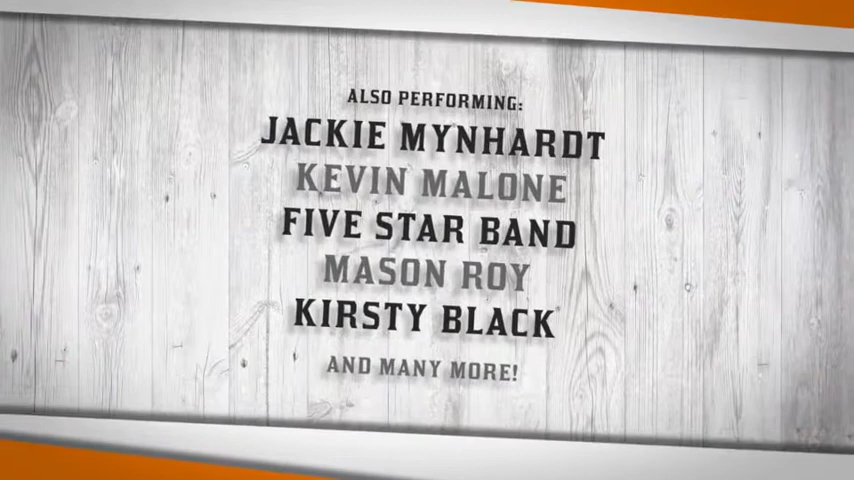 ALSO PERFORMING:
JACKIE MYNHARDT
KEVIN MALONE
FIVE STAR BAND
MASON ROY
KIRSTY BLACK
AND MANY MORE!